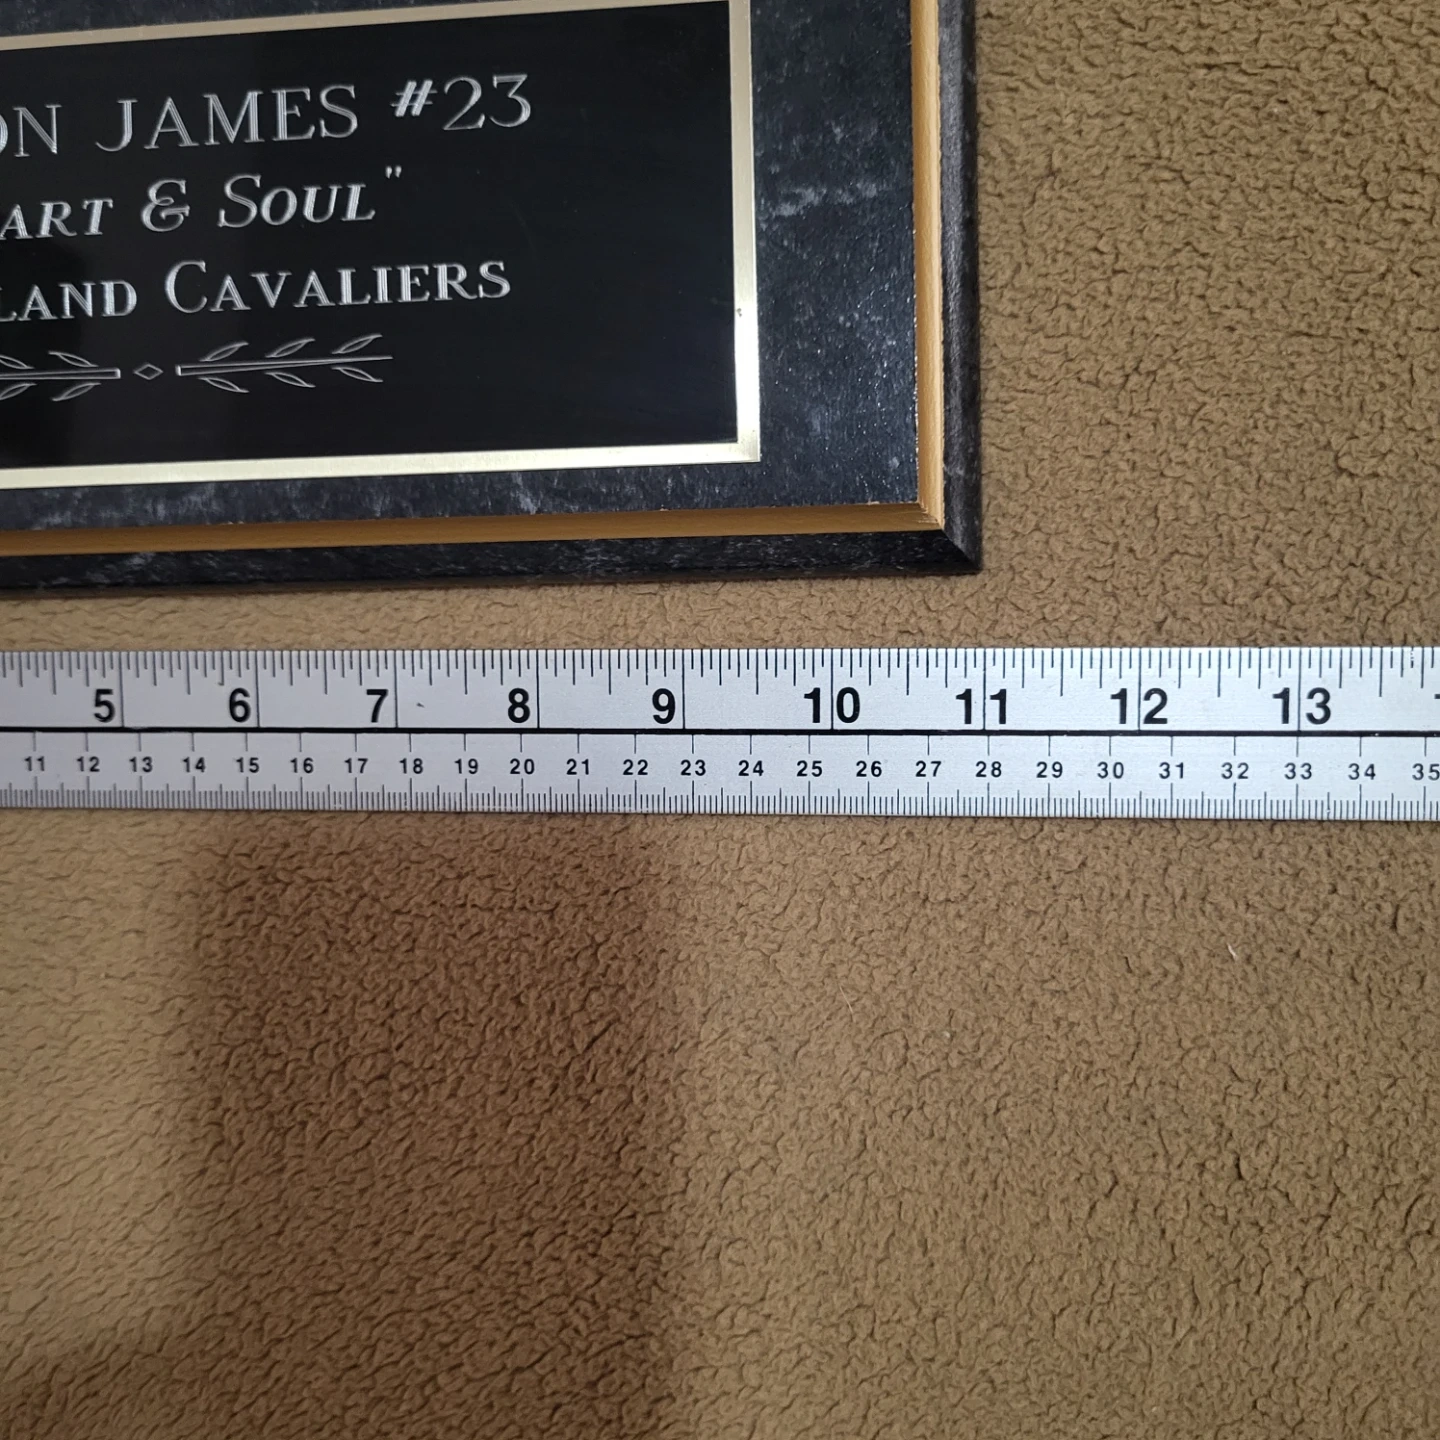 ON JAMES #23
ART & SOUL"
LAND CAVALIERS
5 6 7 8 9 10 11 12 13
11 12 13 14 15 16 17 18 19 20 21 22 23 24 25 26 27 28 29 30 31 32 33 34 35